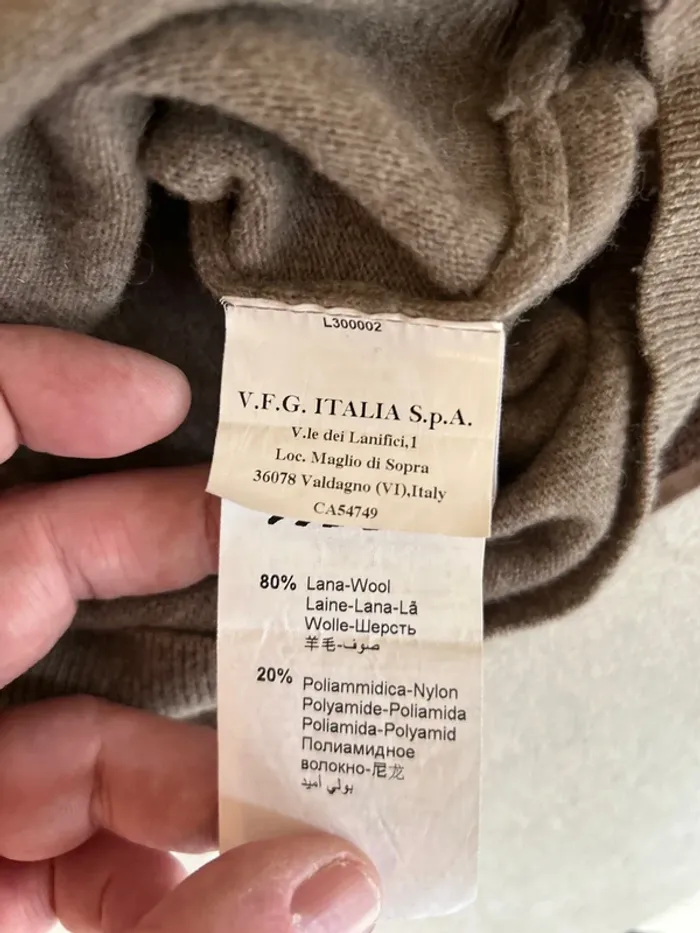 L300002
V.F.G. ITALIA S.p.A.
V.le dei Lanifici,1
Loc. Maglio di Sopra
36078 Valdagno (VI),Italy
CA54749
80% Lana-Wool
Laine-Lana-Lã
Wolle-Шерсть
羊毛-صوف
20% Poliammidica-Nylon
Polyamide-Poliamida
Poliamida-Polyamid
Полиамидное
волокно-尼龙
بولي أميد